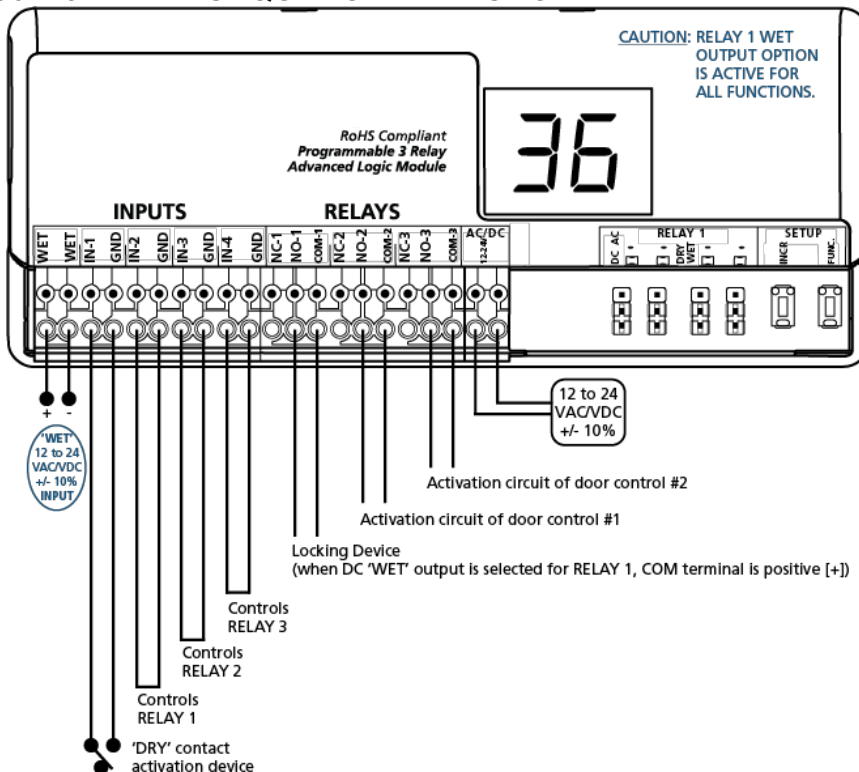 CAUTION: RELAY 1 WET
OUTPUT OPTION
IS ACTIVE FOR
ALL FUNCTIONS.
36
RoHS Compliant
Programmable 3 Relay
Advanced Logic Module
INPUTS
RELAYS
WET
WET
IN-1
GND
IN-2
GND
IN-3
GND
IN-4
GND
NC-1
NO-1
COM-1
NC-2
NO-2
COM-2
NC-3
NO-3
COM-3
AC/DC
12-24V
RELAY 1
DC AC
DRY
WET
SETUP
INCR
FUNC.
+ -
'WET'
12 to 24
VAC/VDC
+/- 10%
INPUT
12 to 24
VAC/VDC
+/- 10%
Activation circuit of door control #2
Activation circuit of door control #1
Locking Device
(when DC 'WET' output is selected for RELAY 1, COM terminal is positive [+])
Controls
RELAY 3
Controls
RELAY 2
Controls
RELAY 1
'DRY' contact
activation device